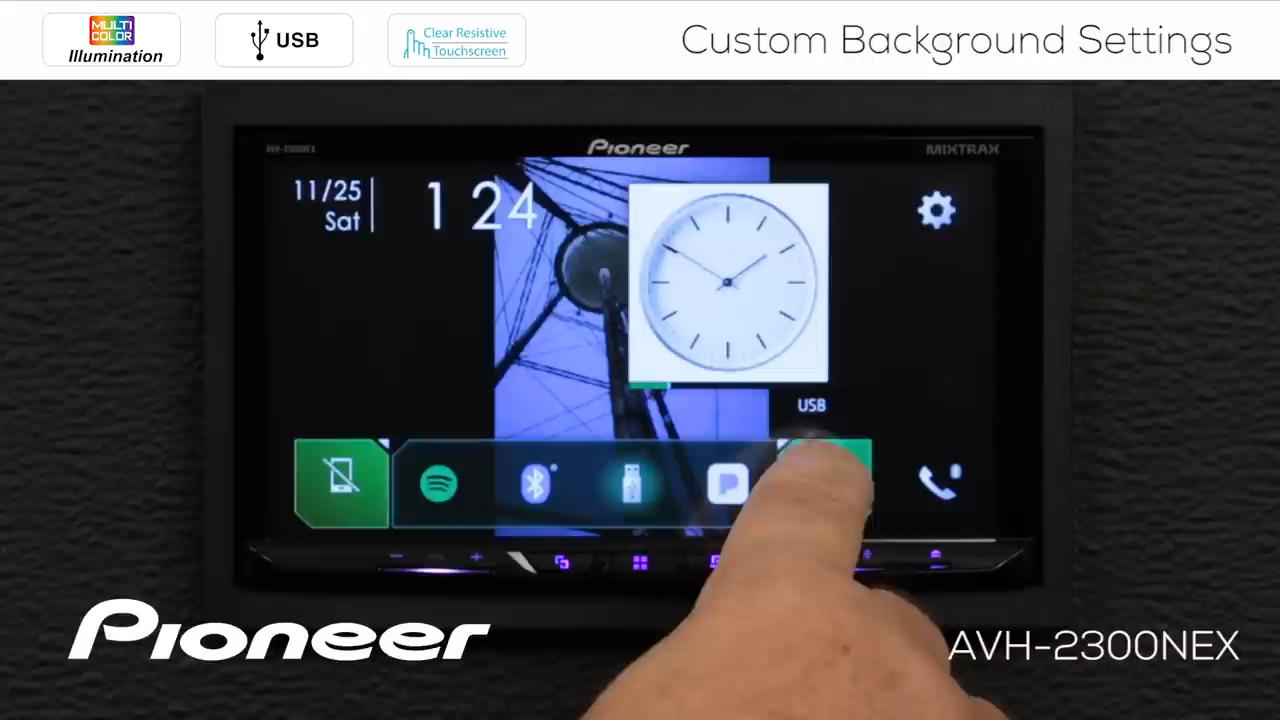 MULTI
COLOR
Illumination
USB
Clear Resistive
Touchscreen
Custom Background Settings
Pioneer
MIXTRAX
11/25
Sat
1 24
USB
Pioneer
AVH-2300NEX